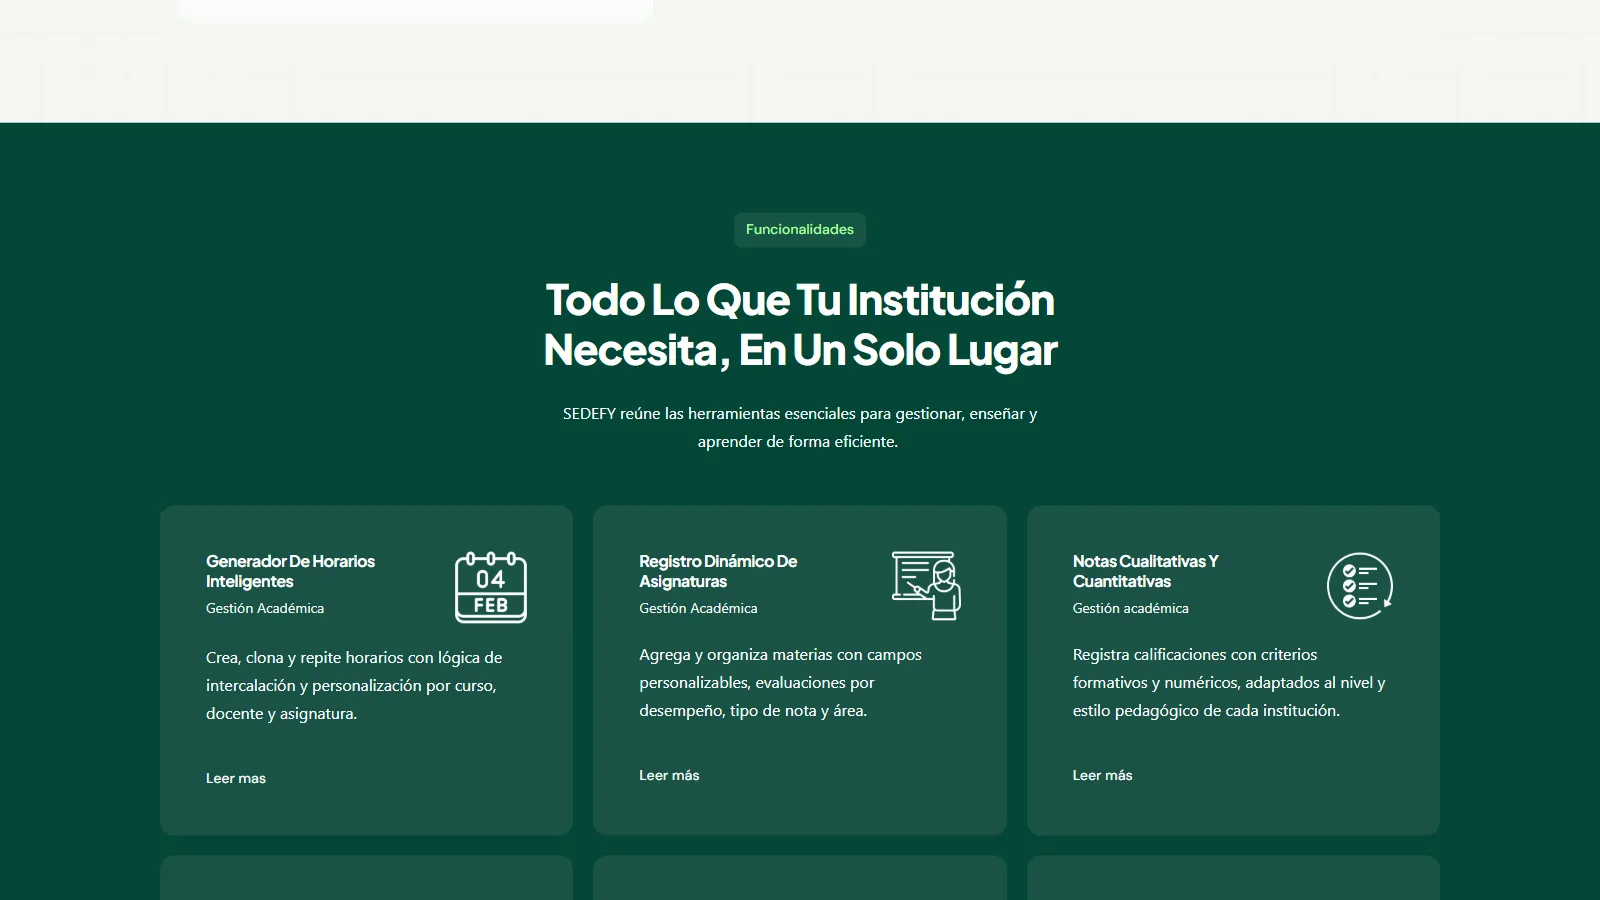 Funcionalidades
Todo Lo Que Tu Institución
Necesita, En Un Solo Lugar
SEDEFY reúne las herramientas esenciales para gestionar, enseñar y
aprender de forma eficiente.
Generador De Horarios
Inteligentes
Gestión Académica
04
FEB
Crea, clona y repite horarios con lógica de
intercalación y personalización por curso,
docente y asignatura.
Leer mas
Registro Dinámico De
Asignaturas
Gestión Académica
Agrega y organiza materias con campos
personalizables, evaluaciones por
desempeño, tipo de nota y área.
Leer más
Notas Cualitativas Y
Cuantitativas
Gestión académica
Registra calificaciones con criterios
formativos y numéricos, adaptados al nivel y
estilo pedagógico de cada institución.
Leer más